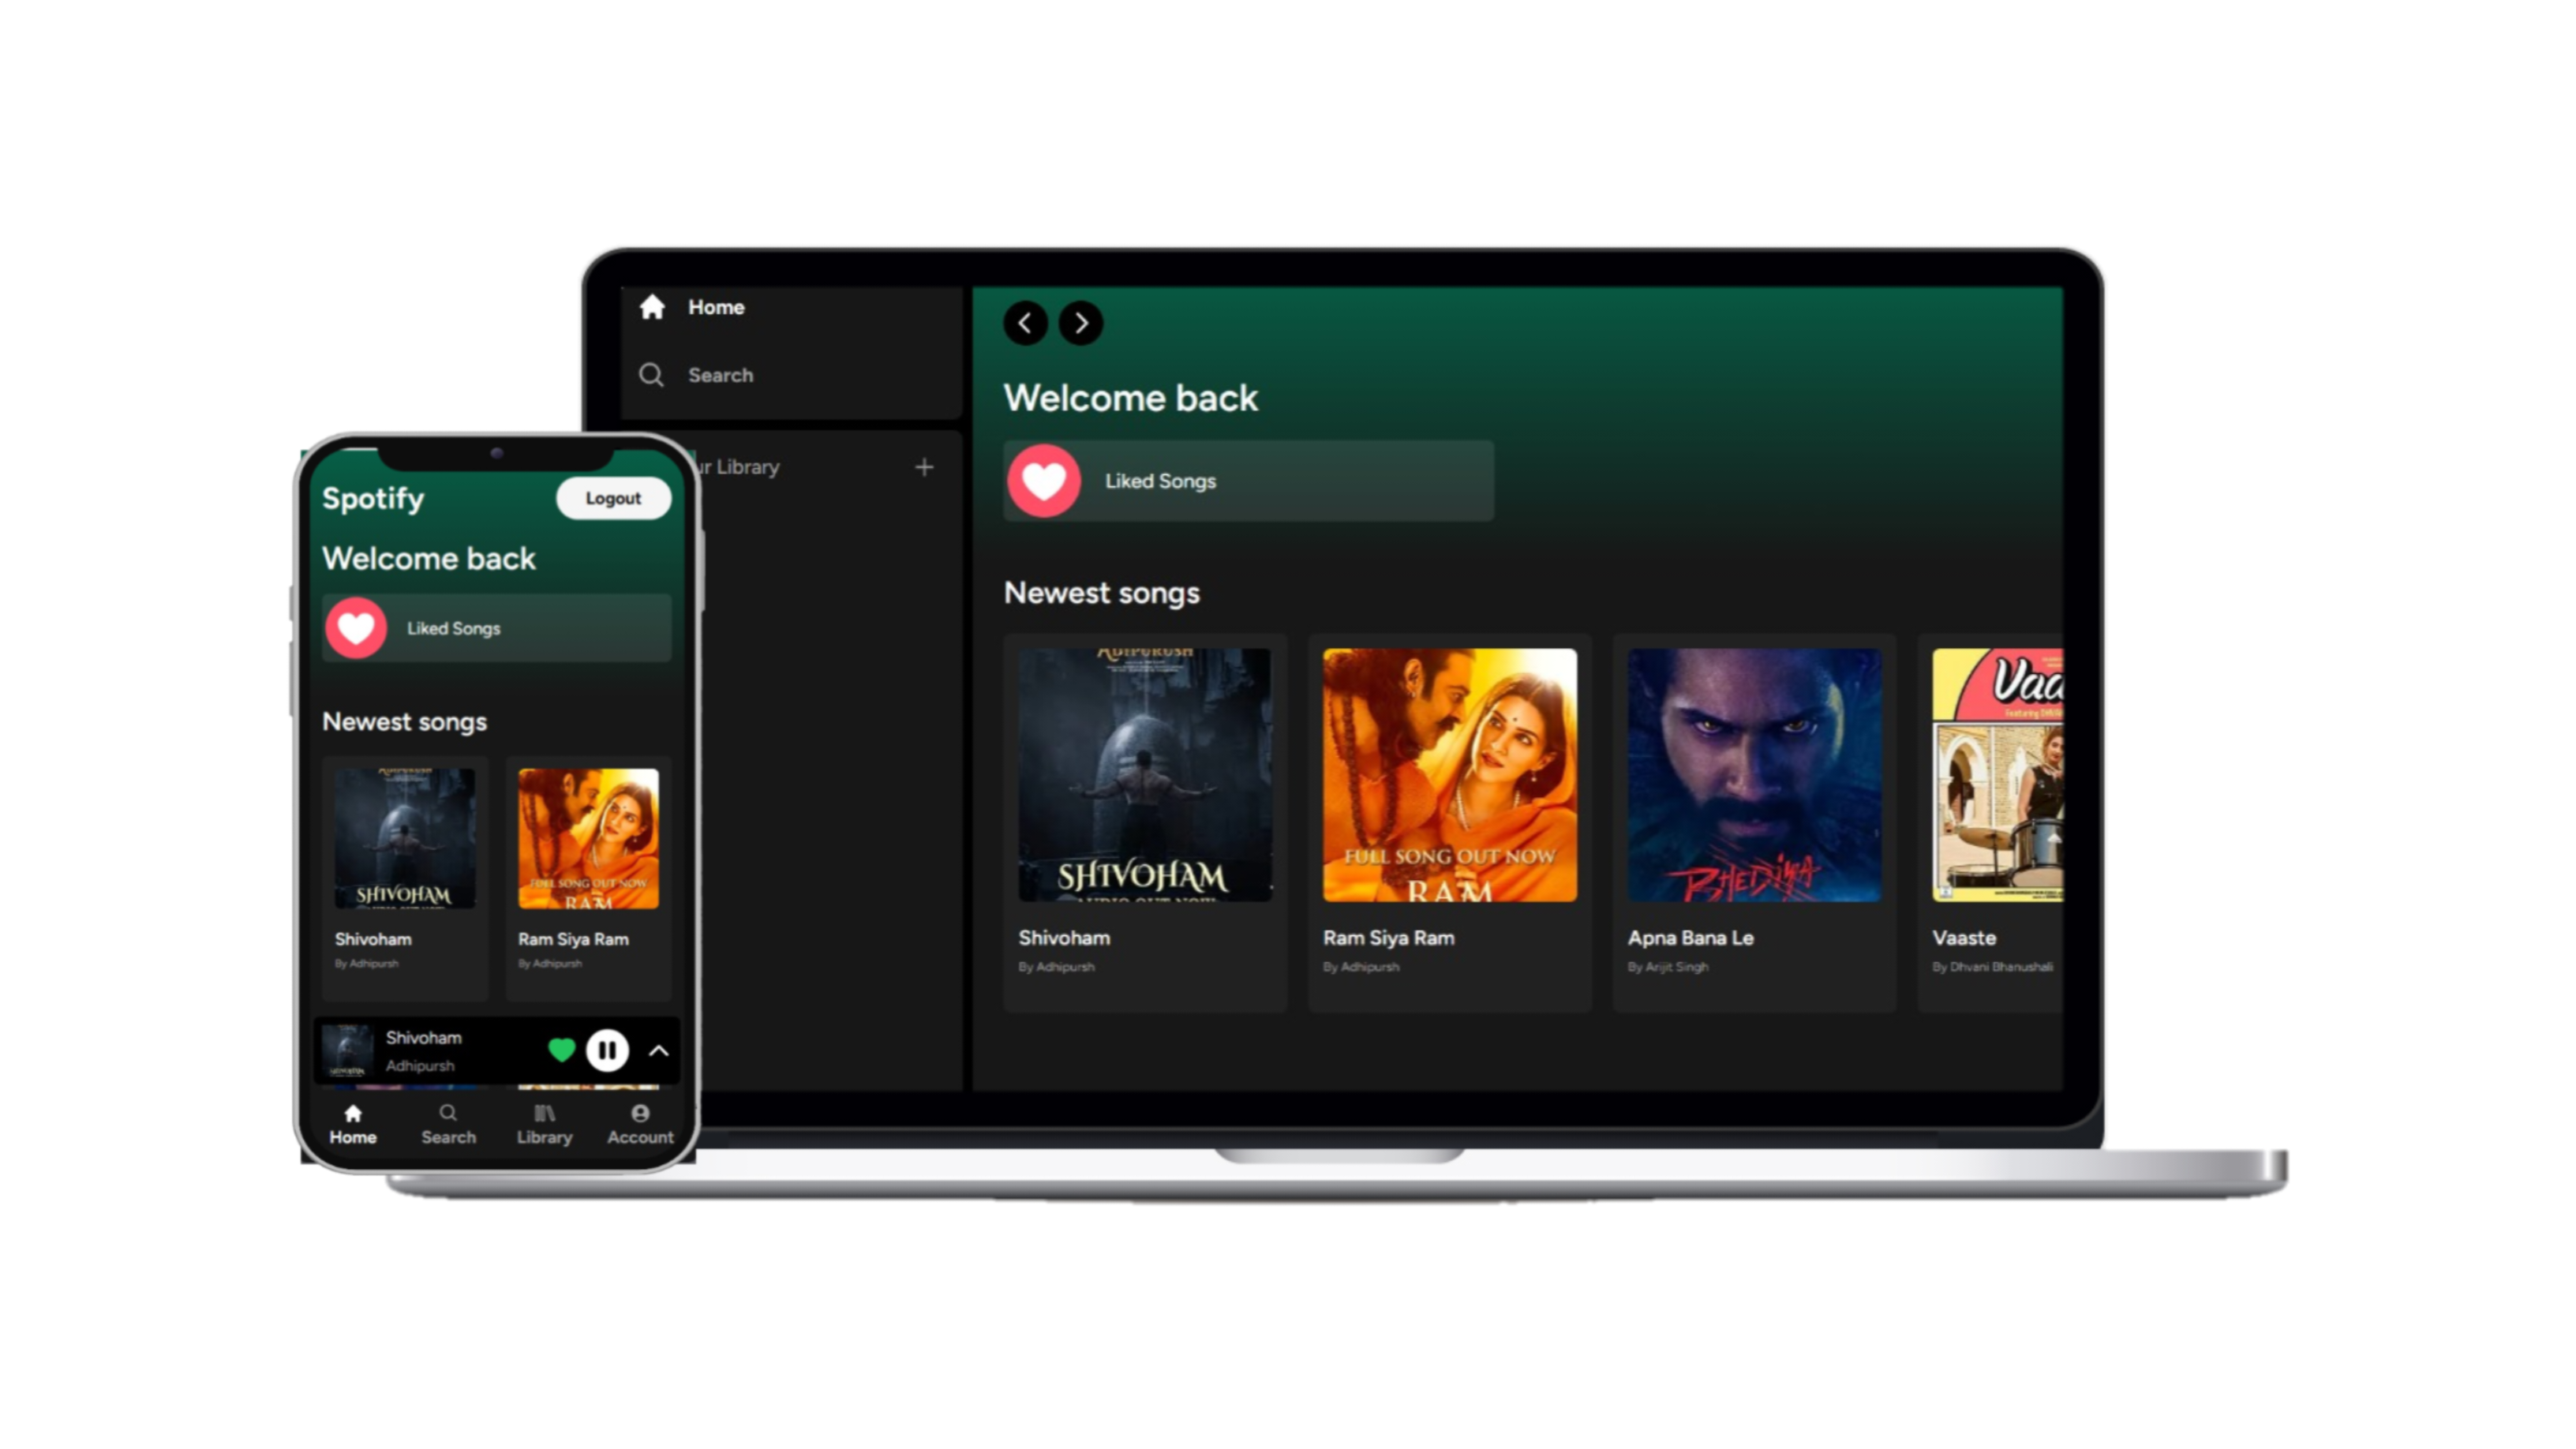 Home
Search
ur Library
Welcome back
Liked Songs
Newest songs
ADIPURUSH
SHIVOHAM
Shivoham
By Adhipursh
FULL SONG OUT NOW
RAM
Ram Siya Ram
By Adhipursh
BHEDIYA
Apna Bana Le
By Arijit Singh
Vaa
Featuring
Vaaste
By Dhvani Bhanushali
Spotify
Logout
Welcome back
Liked Songs
Newest songs
SHIVOHAM
Shivoham
By Adhipursh
FULL SONG OUT NOW
RAM
Ram Siya Ram
By Adhipursh
Shivoham
Adhipursh
Home
Search
Library
Account